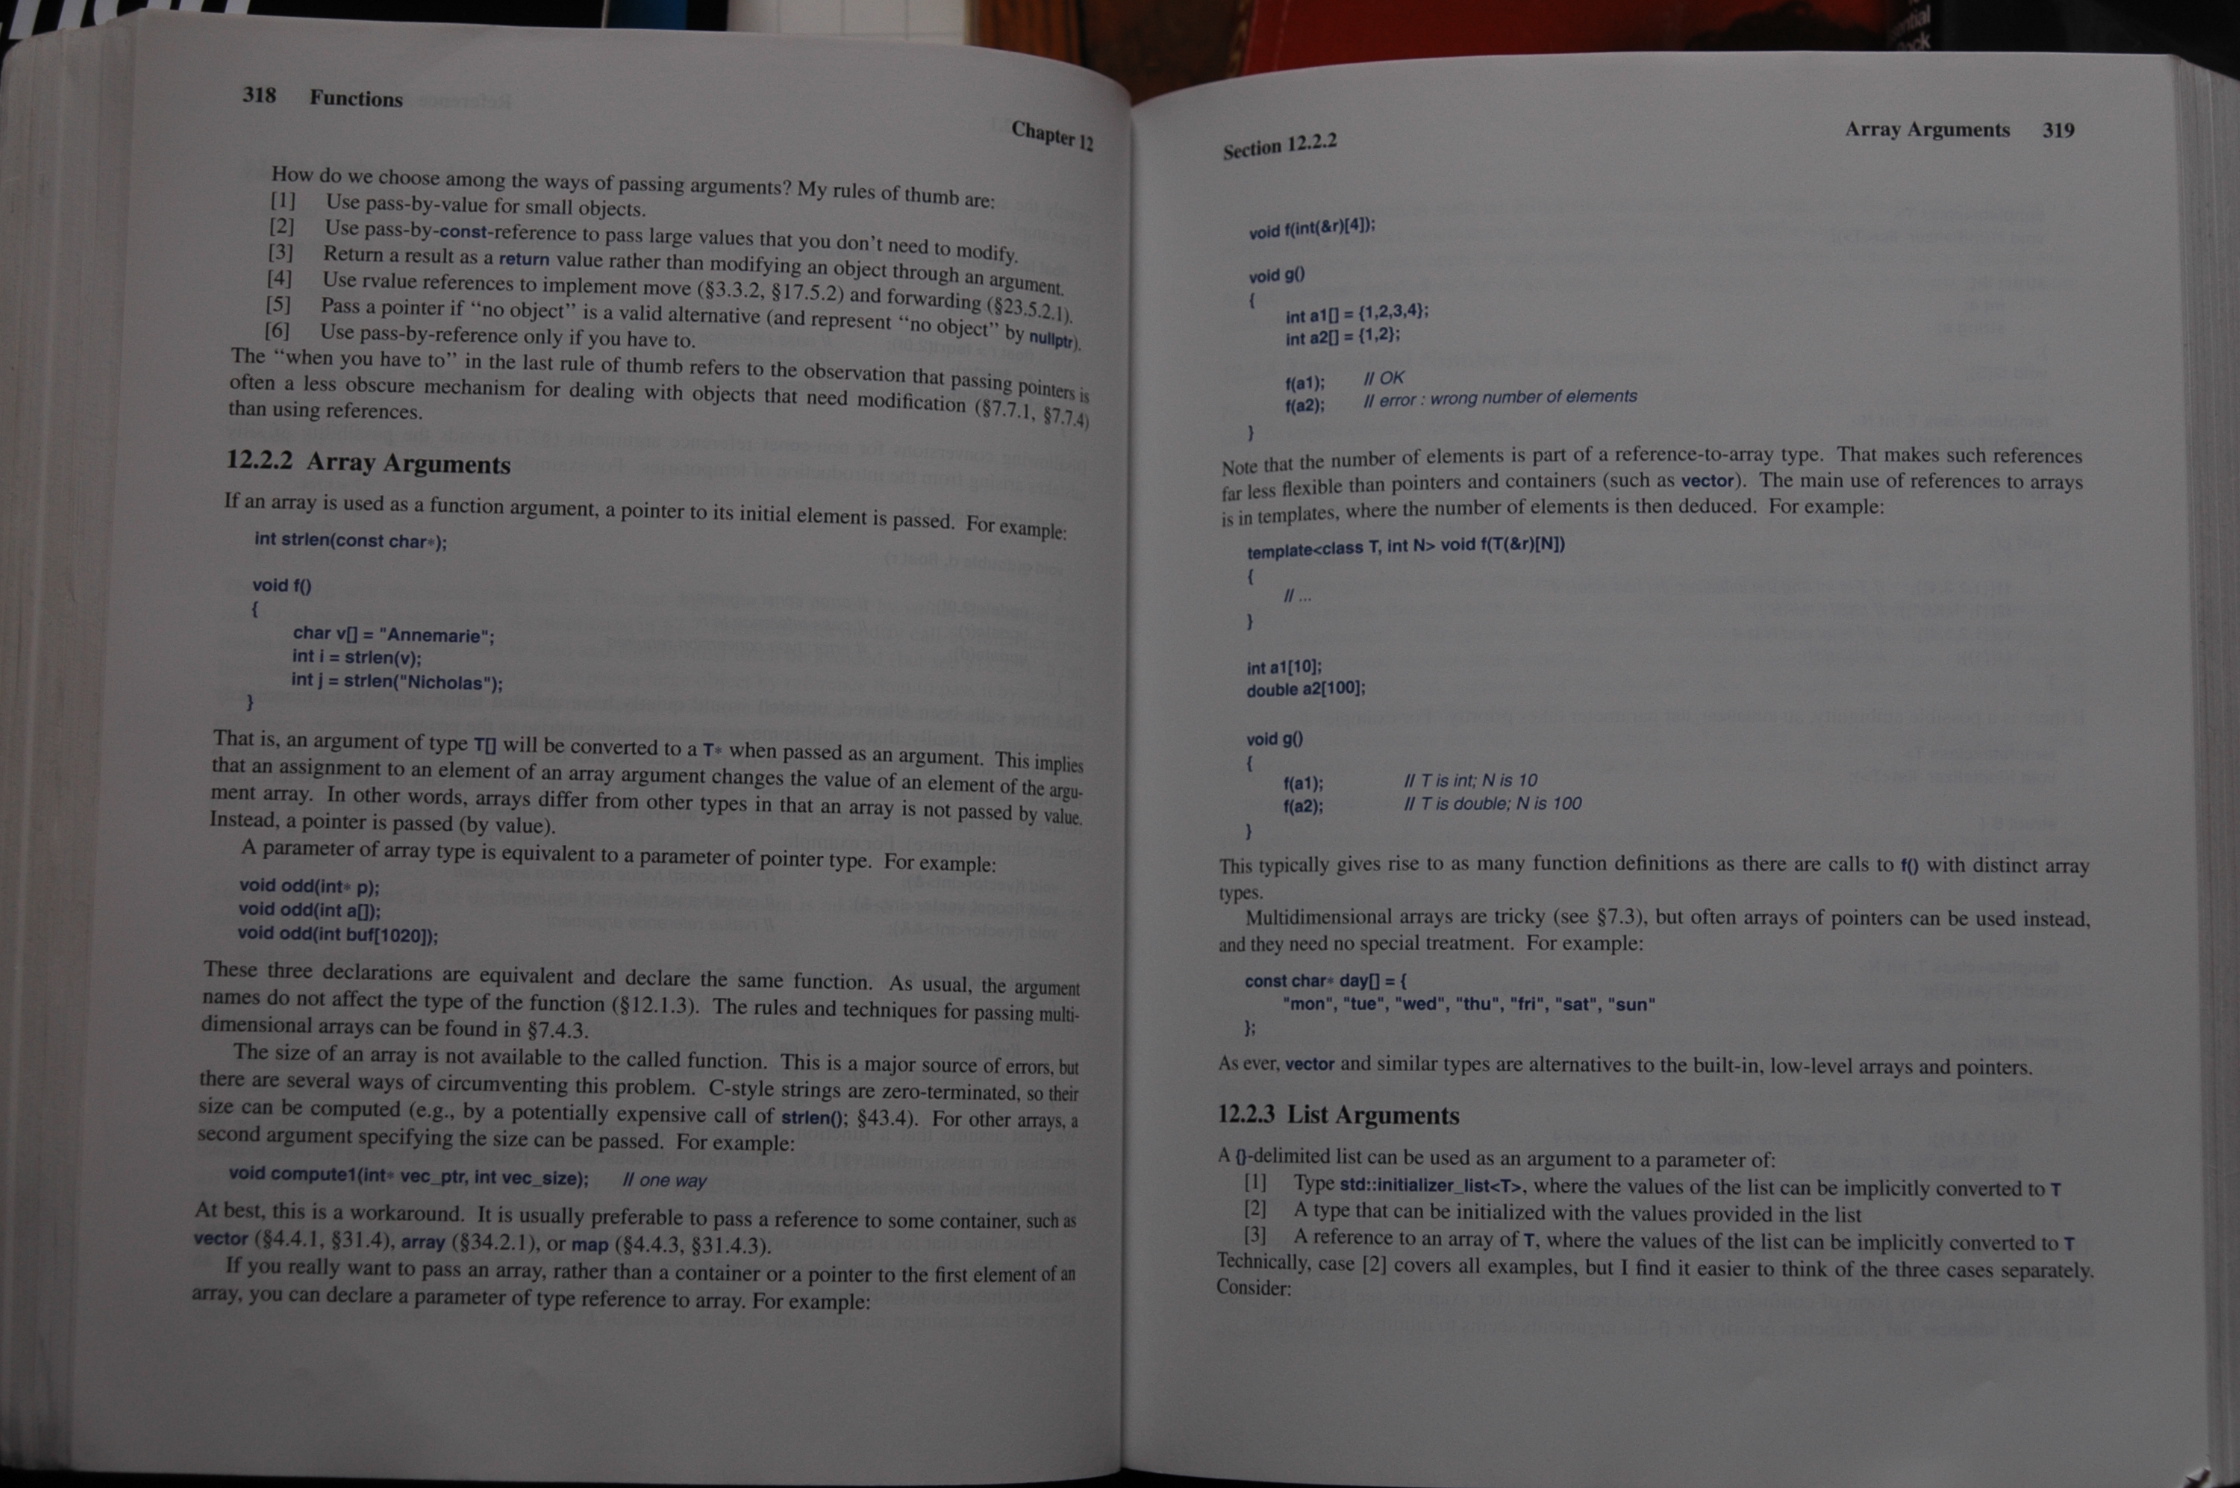 318 Functions
Chapter 12
How do we choose among the ways of passing arguments? My rules of thumb are:
[1] Use pass-by-value for small objects.
[2] Use pass-by-const-reference to pass large values that you don't need to modify.
[3] Return a result as a return value rather than modifying an object through an argument.
[4] Use rvalue references to implement move (§3.3.2, §17.5.2) and forwarding (§23.5.2.1).
[5] Pass a pointer if “no object” is a valid alternative (and represent “no object” by nullptr).
[6] Use pass-by-reference only if you have to.
The “when you have to” in the last rule of thumb refers to the observation that passing pointers is
often a less obscure mechanism for dealing with objects that need modification (§7.7.1, §7.7.4)
than using references.
12.2.2 Array Arguments
If an array is used as a function argument, a pointer to its initial element is passed. For example:
int strlen(const char*);
void f()
{
char v[] = "Annemarie";
int i = strlen(v);
int j = strlen("Nicholas");
}
That is, an argument of type T[] will be converted to a T* when passed as an argument. This implies
that an assignment to an element of an array argument changes the value of an element of the argu-
ment array. In other words, arrays differ from other types in that an array is not passed by value.
Instead, a pointer is passed (by value).
A parameter of array type is equivalent to a parameter of pointer type. For example:
void odd(int* p);
void odd(int a[]);
void odd(int buf[1020]);
These three declarations are equivalent and declare the same function. As usual, the argument
names do not affect the type of the function (§12.1.3). The rules and techniques for passing multi-
dimensional arrays can be found in §7.4.3.
The size of an array is not available to the called function. This is a major source of errors, but
there are several ways of circumventing this problem. C-style strings are zero-terminated, so their
size can be computed (e.g., by a potentially expensive call of strlen(); §43.4). For other arrays, a
second argument specifying the size can be passed. For example:
void compute1(int* vec_ptr, int vec_size); // one way
At best, this is a workaround. It is usually preferable to pass a reference to some container, such as
vector (§4.4.1, §31.4), array (§34.2.1), or map (§4.4.3, §31.4.3).
If you really want to pass an array, rather than a container or a pointer to the first element of an
array, you can declare a parameter of type reference to array. For example:
Section 12.2.2
Array Arguments 319
void f(int(&r)[4]);
void g()
{
int a1[] = {1,2,3,4};
int a2[] = {1,2};
f(a1); // OK
f(a2); // error : wrong number of elements
}
Note that the number of elements is part of a reference-to-array type. That makes such references
far less flexible than pointers and containers (such as vector). The main use of references to arrays
is in templates, where the number of elements is then deduced. For example:
template<class T, int N> void f(T(&r)[N])
{
// ...
}
int a1[10];
double a2[100];
void g()
{
f(a1); // T is int; N is 10
f(a2); // T is double; N is 100
}
This typically gives rise to as many function definitions as there are calls to f() with distinct array
types.
Multidimensional arrays are tricky (see §7.3), but often arrays of pointers can be used instead,
and they need no special treatment. For example:
const char* day[] = {
"mon", "tue", "wed", "thu", "fri", "sat", "sun"
};
As ever, vector and similar types are alternatives to the built-in, low-level arrays and pointers.
12.2.3 List Arguments
A {}-delimited list can be used as an argument to a parameter of:
[1] Type std::initializer_list<T>, where the values of the list can be implicitly converted to T
[2] A type that can be initialized with the values provided in the list
[3] A reference to an array of T, where the values of the list can be implicitly converted to T
Technically, case [2] covers all examples, but I find it easier to think of the three cases separately.
Consider: